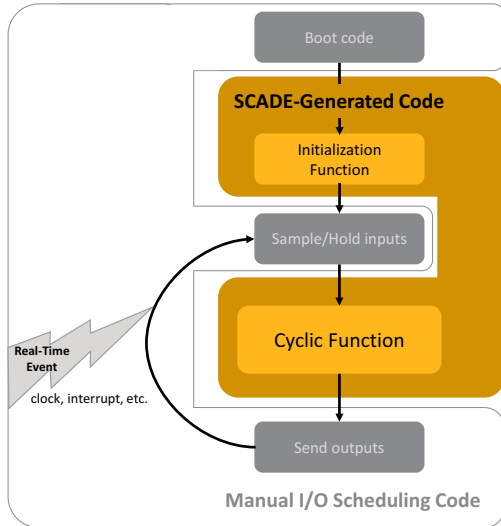 Boot code
SCADE-Generated Code
Initialization
Function
Sample/Hold inputs
Cyclic Function
Real-Time
Event
clock, interrupt, etc.
Send outputs
Manual I/O Scheduling Code